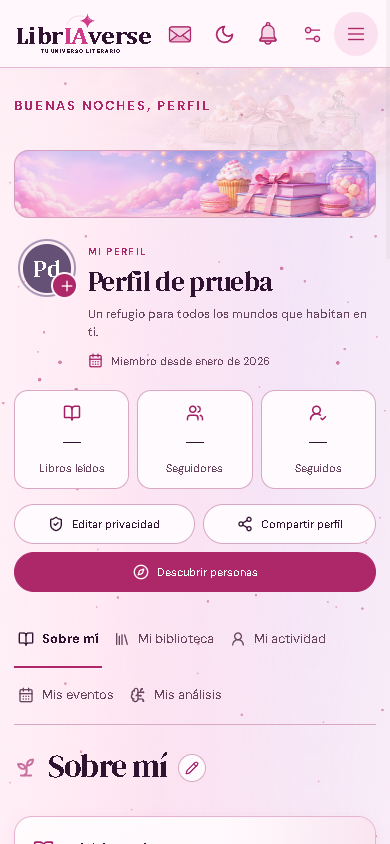 LibrIAverse
TU UNIVERSO LITERARIO
BUENAS NOCHES, PERFIL
Pd
MI PERFIL
Perfil de prueba
Un refugio para todos los mundos que habitan en
ti.
Miembro desde enero de 2026
— — —
Libros leídos Seguidores Seguidos
Editar privacidad Compartir perfil
Descubrir personas
Sobre mí Mi biblioteca Mi actividad
Mis eventos Mis análisis
Sobre mí